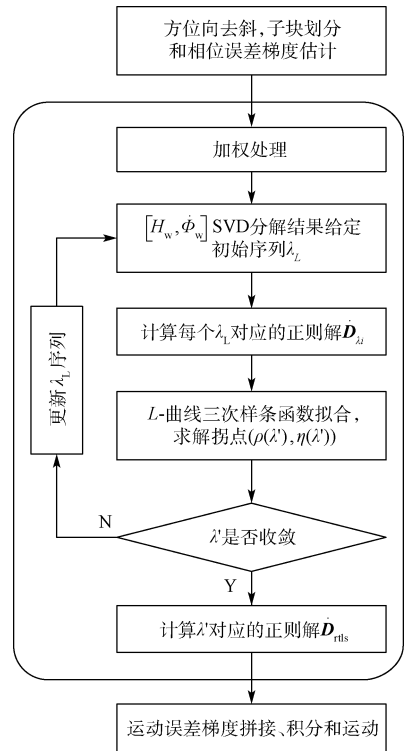 方位向去斜,子块划分
和相位误差梯度估计
加权处理
[H_w, Φ̇_w] SVD分解结果给定
初始序列λ_L
计算每个λ_L对应的正则解Ḋ_λi
更新λ_L序列
L-曲线三次样条函数拟合,
求解拐点(ρ(λ'), η(λ'))
N
λ'是否收敛
Y
计算λ'对应的正则解Ḋ_rtls
运动误差梯度拼接、积分和运动